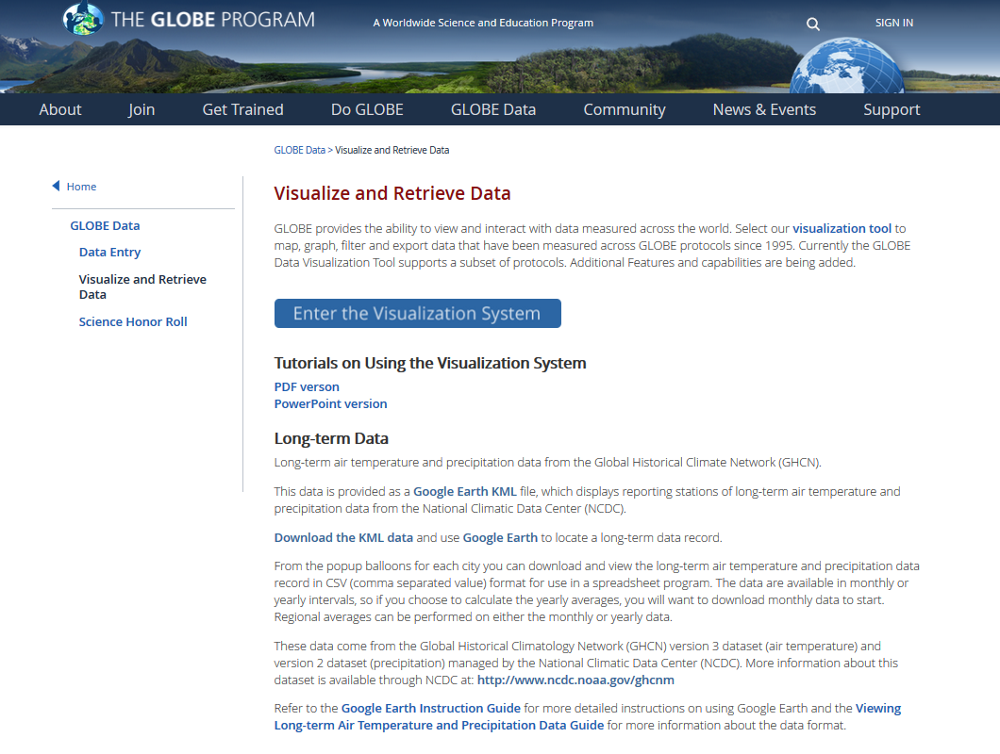 THE GLOBE PROGRAM
A Worldwide Science and Education Program
SIGN IN
About
Join
Get Trained
Do GLOBE
GLOBE Data
Community
News & Events
Support
GLOBE Data > Visualize and Retrieve Data
Home
GLOBE Data
Data Entry
Visualize and Retrieve
Data
Science Honor Roll
Visualize and Retrieve Data
GLOBE provides the ability to view and interact with data measured across the world. Select our visualization tool to
map, graph, filter and export data that have been measured across GLOBE protocols since 1995. Currently the GLOBE
Data Visualization Tool supports a subset of protocols. Additional Features and capabilities are being added.
Enter the Visualization System
Tutorials on Using the Visualization System
PDF verson
PowerPoint version
Long-term Data
Long-term air temperature and precipitation data from the Global Historical Climate Network (GHCN).
This data is provided as a Google Earth KML file, which displays reporting stations of long-term air temperature and
precipitation data from the National Climatic Data Center (NCDC).
Download the KML data and use Google Earth to locate a long-term data record.
From the popup balloons for each city you can download and view the long-term air temperature and precipitation data
record in CSV (comma separated value) format for use in a spreadsheet program. The data are available in monthly or
yearly intervals, so if you choose to calculate the yearly averages, you will want to download monthly data to start.
Regional averages can be performed on either the monthly or yearly data.
These data come from the Global Historical Climatology Network (GHCN) version 3 dataset (air temperature) and
version 2 dataset (precipitation) managed by the National Climatic Data Center (NCDC). More information about this
dataset is available through NCDC at: http://www.ncdc.noaa.gov/ghcnm
Refer to the Google Earth Instruction Guide for more detailed instructions on using Google Earth and the Viewing
Long-term Air Temperature and Precipitation Data Guide for more information about the data format.